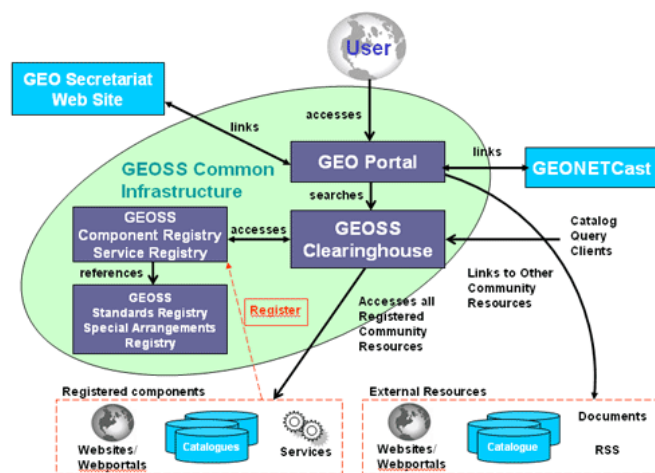 User
GEO Secretariat
Web Site
accesses
links
GEO Portal
links
GEONETCast
GEOSS Common
Infrastructure
searches
GEOSS
Component Registry
Service Registry
accesses
GEOSS
Clearinghouse
Catalog
Query
Clients
references
Links to Other
Community
Resources
GEOSS
Standards Registry
Special Arrangements
Registry
Register
Accesses all
Registered
Community
Resources
Registered components
External Resources
Websites/
Webportals
Catalogues
Services
Websites/
Webportals
Catalogue
Documents
RSS